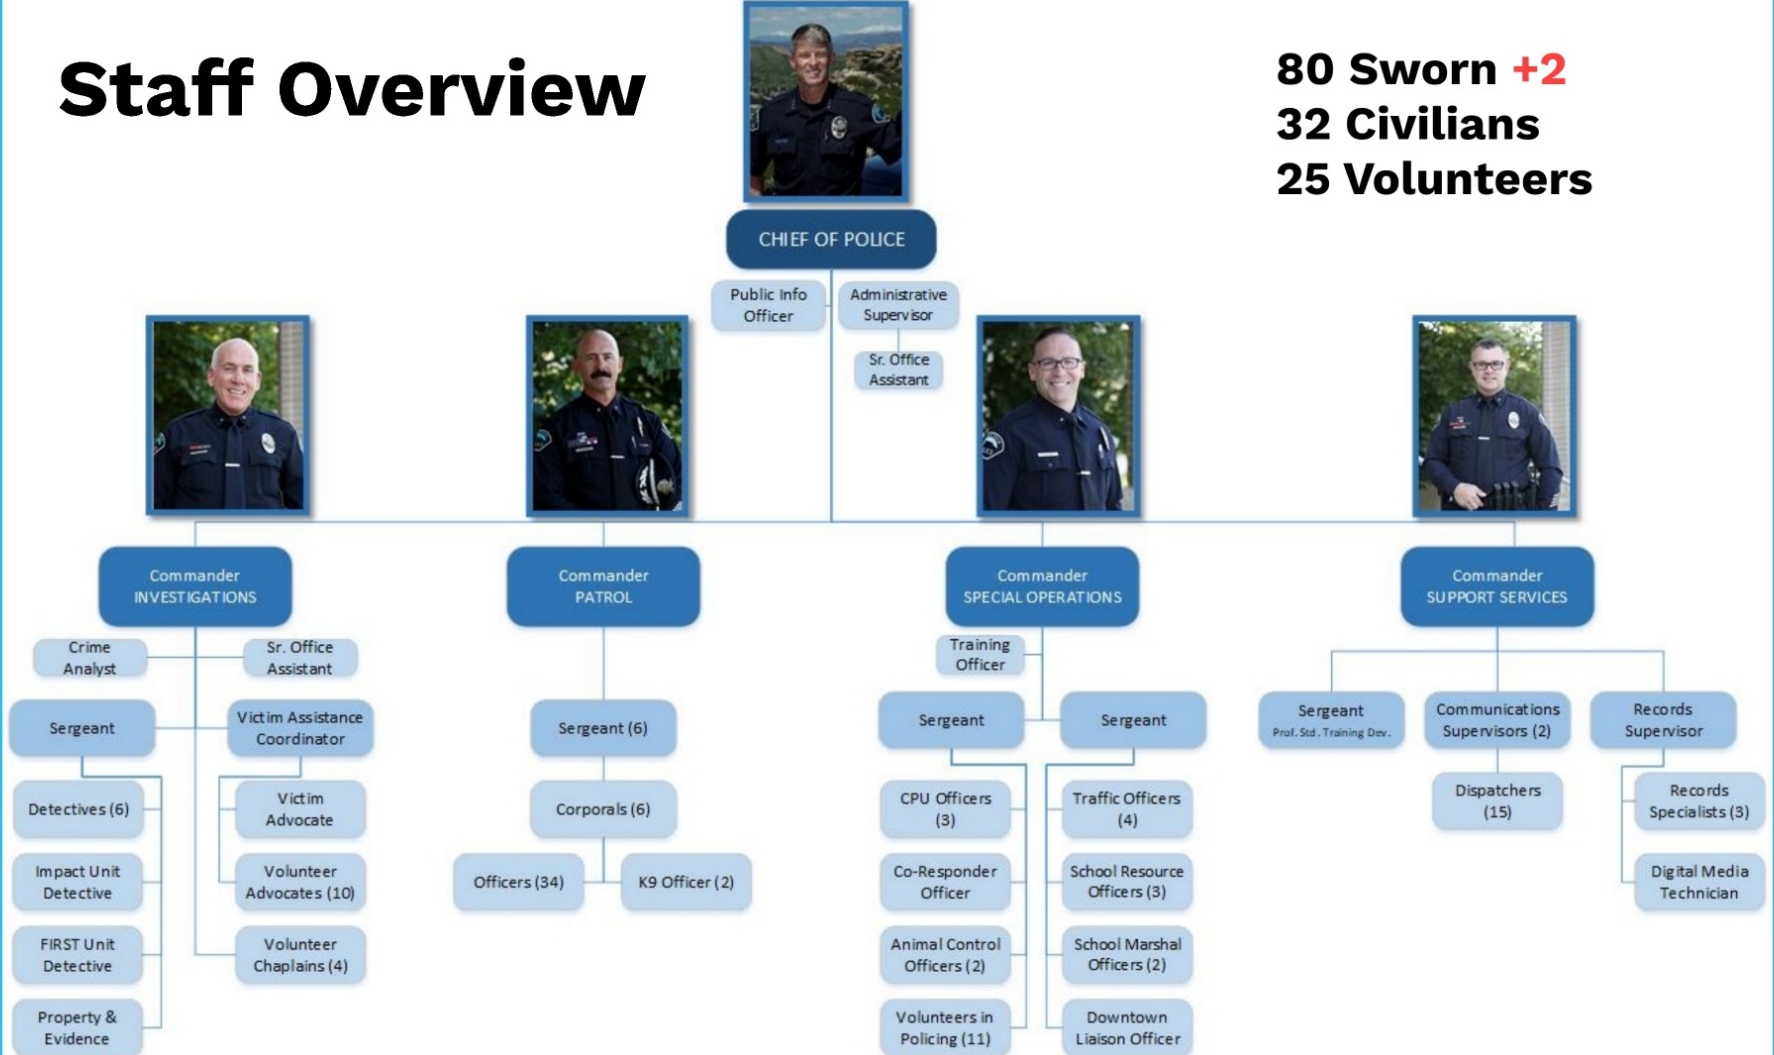 Staff Overview
80 Sworn +2
32 Civilians
25 Volunteers
CHIEF OF POLICE
Public Info
Officer
Administrative
Supervisor
Sr. Office
Assistant
Commander
INVESTIGATIONS
Commander
PATROL
Commander
SPECIAL OPERATIONS
Commander
SUPPORT SERVICES
Crime
Analyst
Sr. Office
Assistant
Sergeant
Victim Assistance
Coordinator
Detectives (6)
Victim
Advocate
Impact Unit
Detective
Volunteer
Advocates (10)
FIRST Unit
Detective
Volunteer
Chaplains (4)
Property &
Evidence
Sergeant (6)
Corporals (6)
Officers (34)
K9 Officer (2)
Training
Officer
Sergeant
Sergeant
CPU Officers
(3)
Traffic Officers
(4)
Co-Responder
Officer
School Resource
Officers (3)
Animal Control
Officers (2)
School Marshal
Officers (2)
Volunteers in
Policing (11)
Downtown
Liaison Officer
Sergeant
Prof. Std. Training Dev.
Communications
Supervisors (2)
Records
Supervisor
Dispatchers
(15)
Records
Specialists (3)
Digital Media
Technician